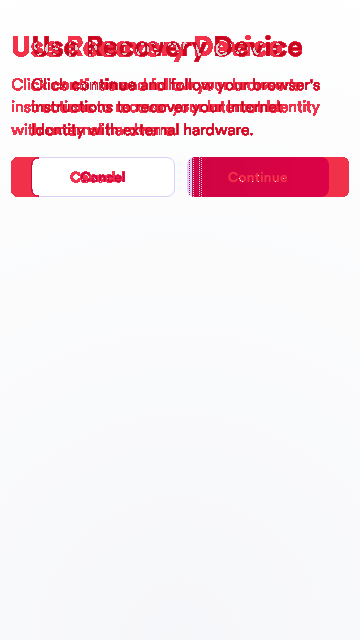 Use Recovery Device
Click continue and follow your browser's
instructions to recover your Internet
Identity with external hardware.
Cancel
Continue